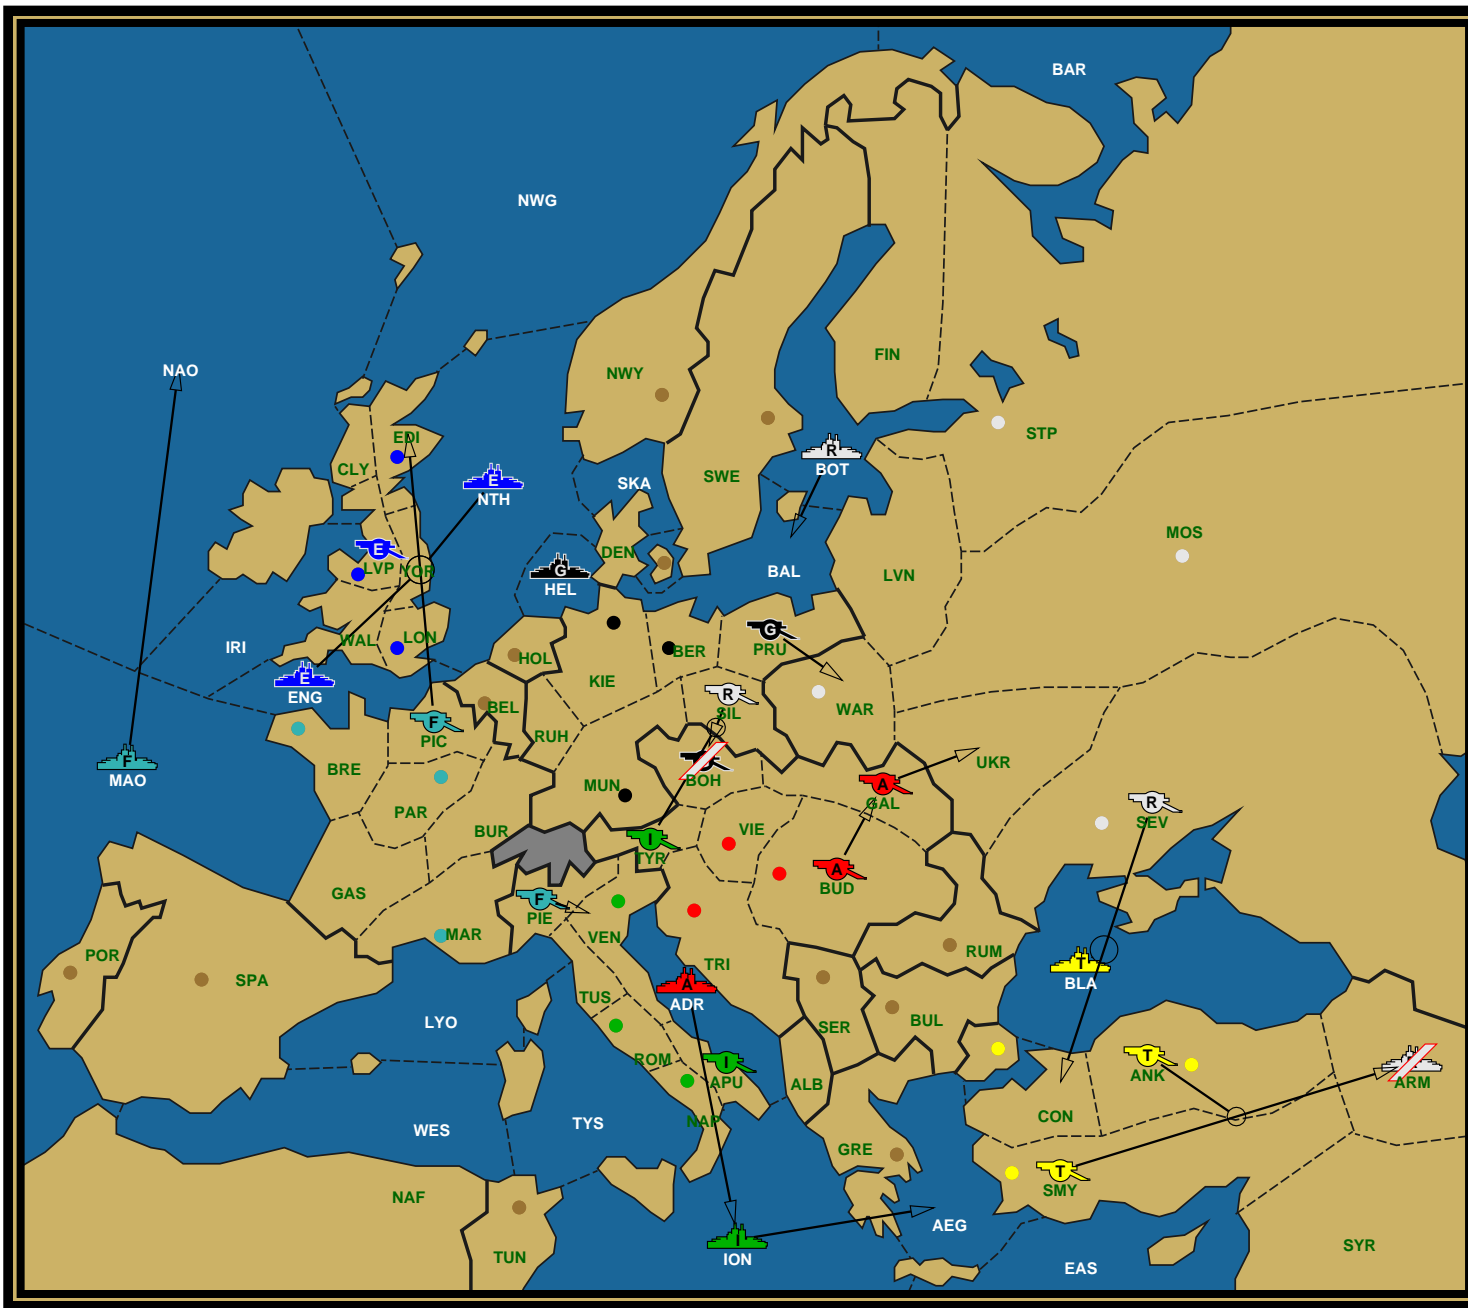 BAR
NWG
NAO
FIN
NWY
EDI
STP
CLY
R
BOT
SWE
SKA
E
NTH
MOS
E
LVP
YOR
DEN
G
HEL
BAL
LVN
IRI
WAL
LON
G
PRU
HOL
BER
KIE
E
ENG
R
SIL
WAR
BEL
F
PIC
RUH
F
MAO
BRE
UKR
BOH
MUN
A
GAL
R
SEV
PAR
BUR
VIE
I
TYR
A
BUD
GAS
F
PIE
VEN
MAR
POR
SPA
RUM
TRI
T
BLA
TUS
A
ADR
LYO
SER
BUL
ROM
I
APU
ALB
T
ANK
ARM
NAP
CON
WES
TYS
GRE
T
SMY
NAF
AEG
I
ION
TUN
EAS
SYR